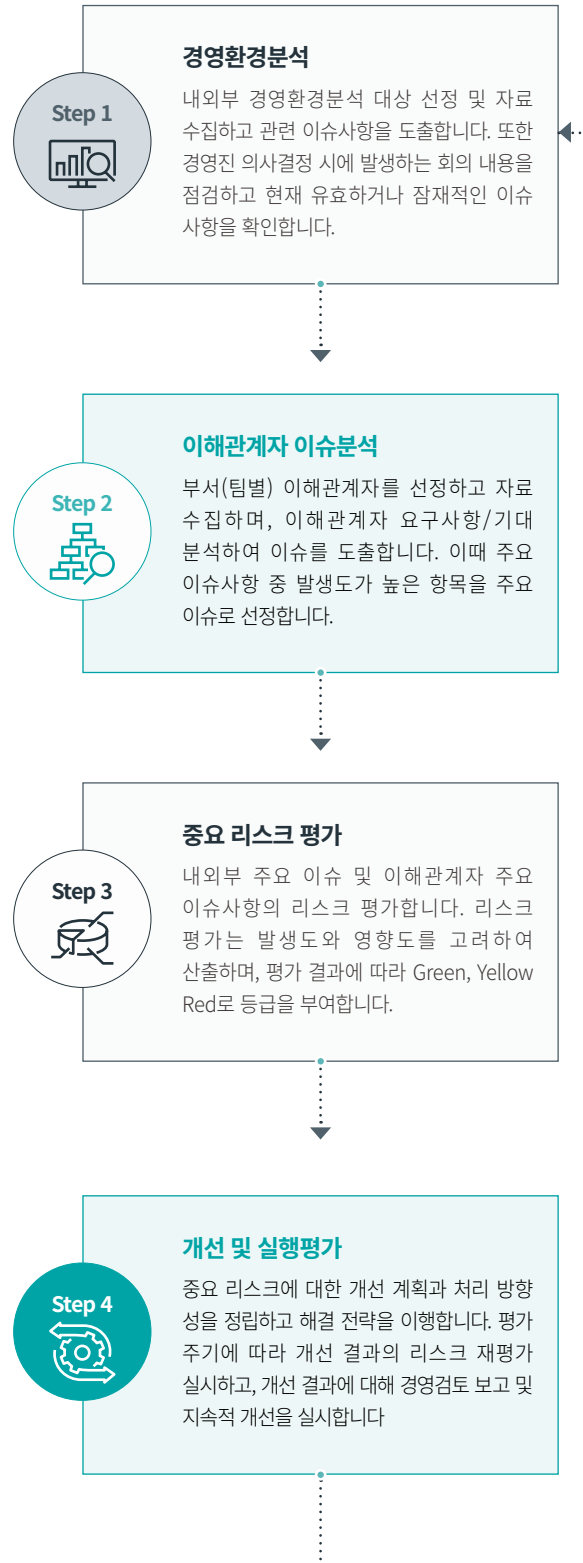 경영환경분석
Step 1
내외부 경영환경분석 대상 선정 및 자료
수집하고 관련 이슈사항을 도출합니다. 또한
경영진 의사결정 시에 발생하는 회의 내용을
점검하고 현재 유효하거나 잠재적인 이슈
사항을 확인합니다.
이해관계자 이슈분석
Step 2
부서(팀별) 이해관계자를 선정하고 자료
수집하며, 이해관계자 요구사항/기대
분석하여 이슈를 도출합니다. 이때 주요
이슈사항 중 발생도가 높은 항목을 주요
이슈로 선정합니다.
중요 리스크 평가
Step 3
내외부 주요 이슈 및 이해관계자 주요
이슈사항의 리스크 평가합니다. 리스크
평가는 발생도와 영향도를 고려하여
산출하며, 평가 결과에 따라 Green, Yellow
Red로 등급을 부여합니다.
개선 및 실행평가
Step 4
중요 리스크에 대한 개선 계획과 처리 방향
성을 정립하고 해결 전략을 이행합니다. 평가
주기에 따라 개선 결과의 리스크 재평가
실시하고, 개선 결과에 대해 경영검토 보고 및
지속적 개선을 실시합니다